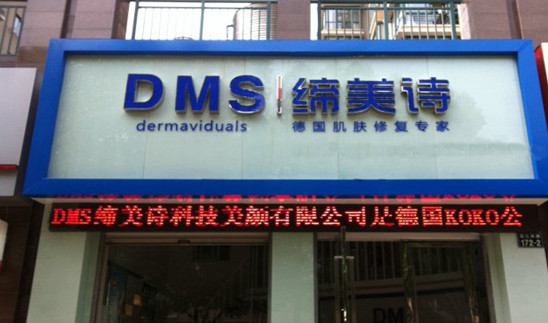 DMS 缔美诗
dermaviduals 德国肌肤修复专家
DMS缔美诗科技美颜有限公司是德国KOKO公
172-2
DMS